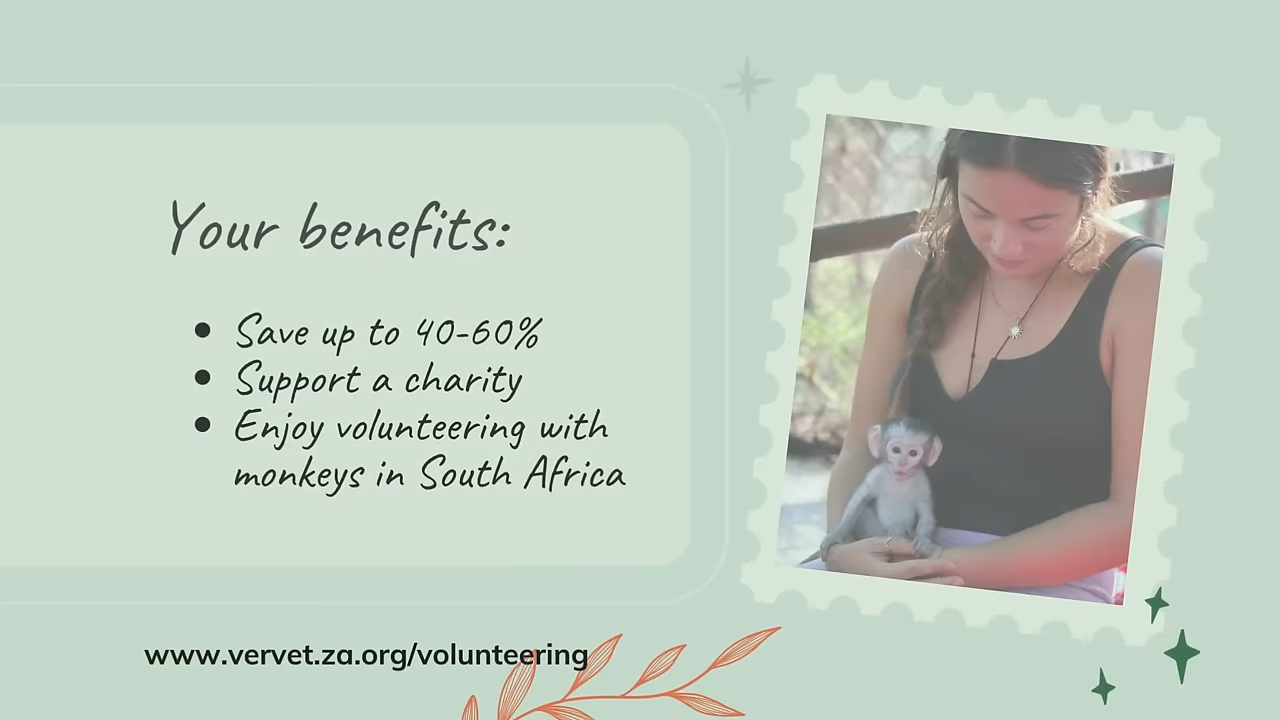 Your benefits:
Save up to 40-60%
Support a charity
Enjoy volunteering with
monkeys in South Africa
www.vervet.za.org/volunteering